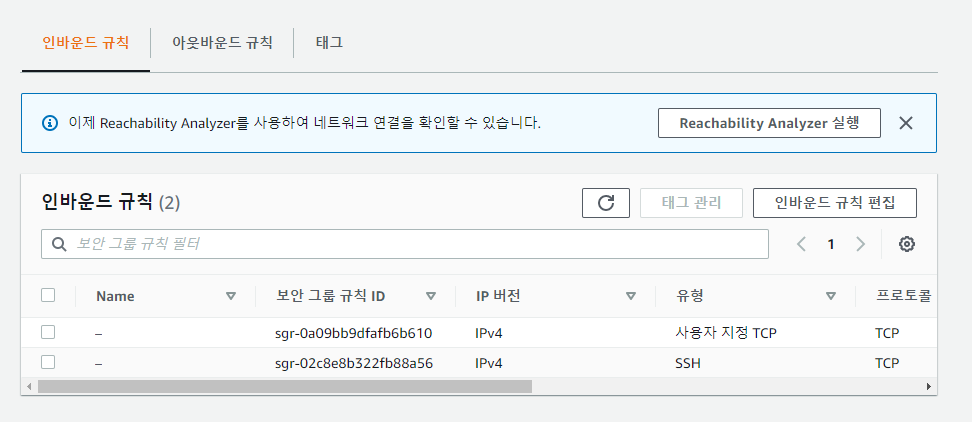 인바운드 규칙 아웃바운드 규칙 태그
이제 Reachability Analyzer를 사용하여 네트워크 연결을 확인할 수 있습니다. Reachability Analyzer 실행
인바운드 규칙 (2) 태그 관리 인바운드 규칙 편집
보안 그룹 규칙 필터 1
Name 보안 그룹 규칙 ID IP 버전 유형 프로토콜
– sgr-0a09bb9dfafb6b610 IPv4 사용자 지정 TCP TCP
– sgr-02c8e8b322fb88a56 IPv4 SSH TCP